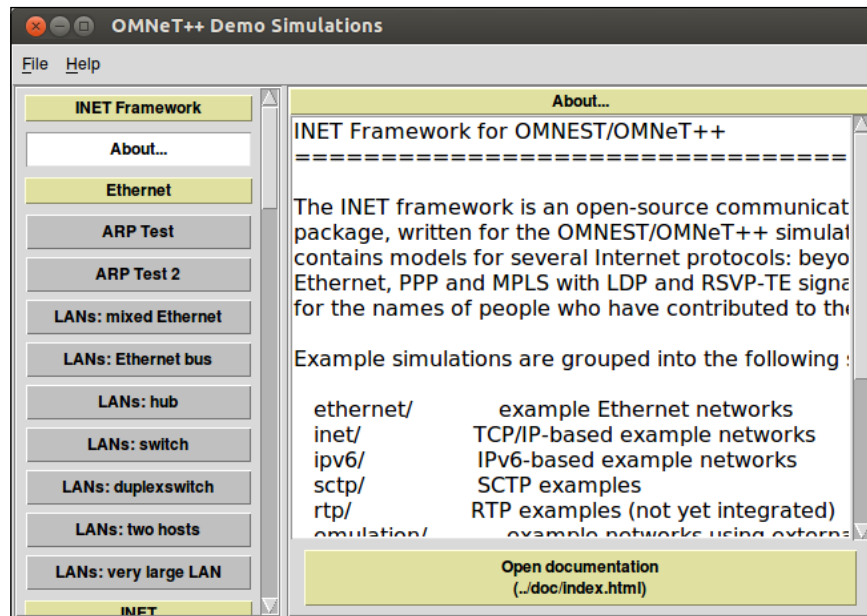 OMNeT++ Demo Simulations
File Help
INET Framework
About...
Ethernet
ARP Test
ARP Test 2
LANs: mixed Ethernet
LANs: Ethernet bus
LANs: hub
LANs: switch
LANs: duplexswitch
LANs: two hosts
LANs: very large LAN
INET
About...
INET Framework for OMNEST/OMNeT++
================================
The INET framework is an open-source communicat
package, written for the OMNEST/OMNeT++ simulat
contains models for several Internet protocols: beyo
Ethernet, PPP and MPLS with LDP and RSVP-TE signa
for the names of people who have contributed to the
Example simulations are grouped into the following s
ethernet/ example Ethernet networks
inet/ TCP/IP-based example networks
ipv6/ IPv6-based example networks
sctp/ SCTP examples
rtp/ RTP examples (not yet integrated)
emulation/ example networks using externa
Open documentation
(../doc/index.html)